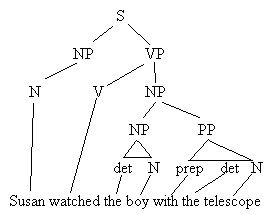 S
NP VP
N V NP
NP PP
det N prep det N
Susan watched the boy with the telescope